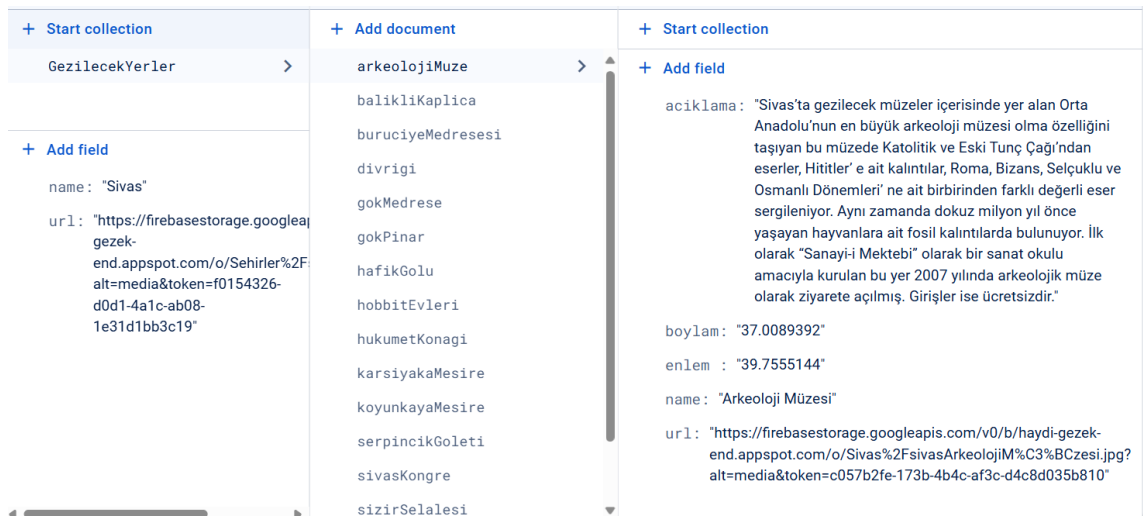 + Start collection
GezilecekYerler
+ Add field
name: "Sivas"
url: "https://firebasestorage.googleap
gezek-
end.appspot.com/o/Sehirler%2F
alt=media&token=f0154326-
d0d1-4a1c-ab08-
1e31d1bb3c19"
+ Add document
arkeolojiMuze
balikliKaplica
buruciyeMedresesi
divrigi
gokMedrese
gokPinar
hafikGolu
hobbitEvleri
hukumetKonagi
karsiyakaMesire
koyunkayaMesire
serpincikGoleti
sivasKongre
sizirSelalesi
+ Start collection
+ Add field
aciklama: "Sivas’ta gezilecek müzeler içerisinde yer alan Orta
Anadolu’nun en büyük arkeoloji müzesi olma özelliğini
taşıyan bu müzede Katolitik ve Eski Tunç Çağı’ndan
eserler, Hititler’ e ait kalıntılar, Roma, Bizans, Selçuklu ve
Osmanlı Dönemleri’ ne ait birbirinden farklı değerli eser
sergileniyor. Aynı zamanda dokuz milyon yıl önce
yaşayan hayvanlara ait fosil kalıntılarda bulunuyor. İlk
olarak “Sanayi-i Mektebi” olarak bir sanat okulu
amacıyla kurulan bu yer 2007 yılında arkeolojik müze
olarak ziyarete açılmış. Girişler ise ücretsizdir."
boylam: "37.0089392"
enlem : "39.7555144"
name: "Arkeoloji Müzesi"
url: "https://firebasestorage.googleapis.com/v0/b/haydi-gezek-
end.appspot.com/o/Sivas%2FsivasArkeolojiM%C3%BCzesi.jpg?
alt=media&token=c057b2fe-173b-4b4c-af3c-d4c8d035b810"